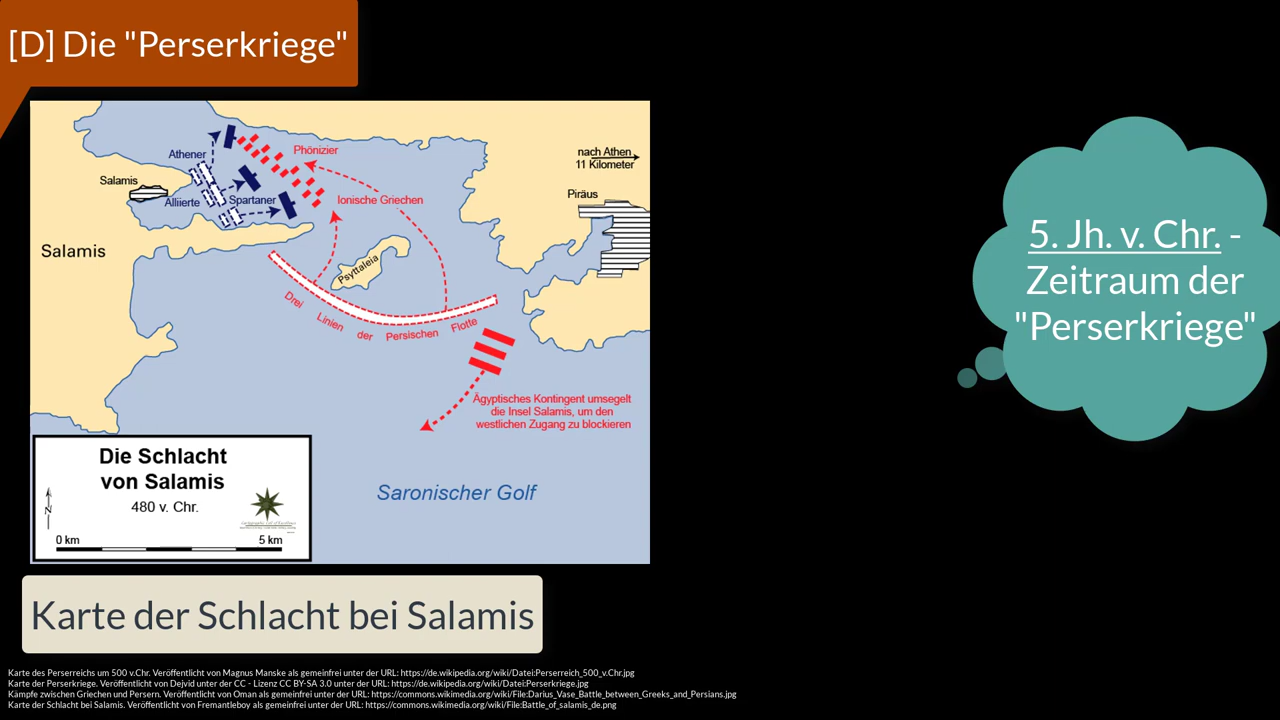 [D] Die "Perserkriege"
Athener
Phönizier
nach Athen
11 Kilometer
Salamis
Alliierte
Spartaner
Ionische Griechen
Piräus
Salamis
Psyttaleia
Drei Linien der Persischen Flotte
Ägyptisches Kontingent umsegelt
die Insel Salamis, um den
westlichen Zugang zu blockieren
Die Schlacht
von Salamis
480 v. Chr.
N
0 km
5 km
Saronischer Golf
5. Jh. v. Chr. -
Zeitraum der
"Perserkriege"
Karte der Schlacht bei Salamis
Karte des Perserreichs um 500 v.Chr. Veröffentlicht von Magnus Manske als gemeinfrei unter der URL: https://de.wikipedia.org/wiki/Datei:Perserreich_500_v.Chr.jpg
Karte der Perserkriege. Veröffentlicht von Dejvid unter der CC - Lizenz CC BY-SA 3.0 unter der URL: https://de.wikipedia.org/wiki/Datei:Perserkriege.jpg
Kämpfe zwischen Griechen und Persern. Veröffentlicht von Oman als gemeinfrei unter der URL: https://commons.wikimedia.org/wiki/File:Darius_Vase_Battle_between_Greeks_and_Persians.jpg
Karte der Schlacht bei Salamis. Veröffentlicht von Fremantleboy als gemeinfrei unter der URL: https://commons.wikimedia.org/wiki/File:Battle_of_salamis_de.png